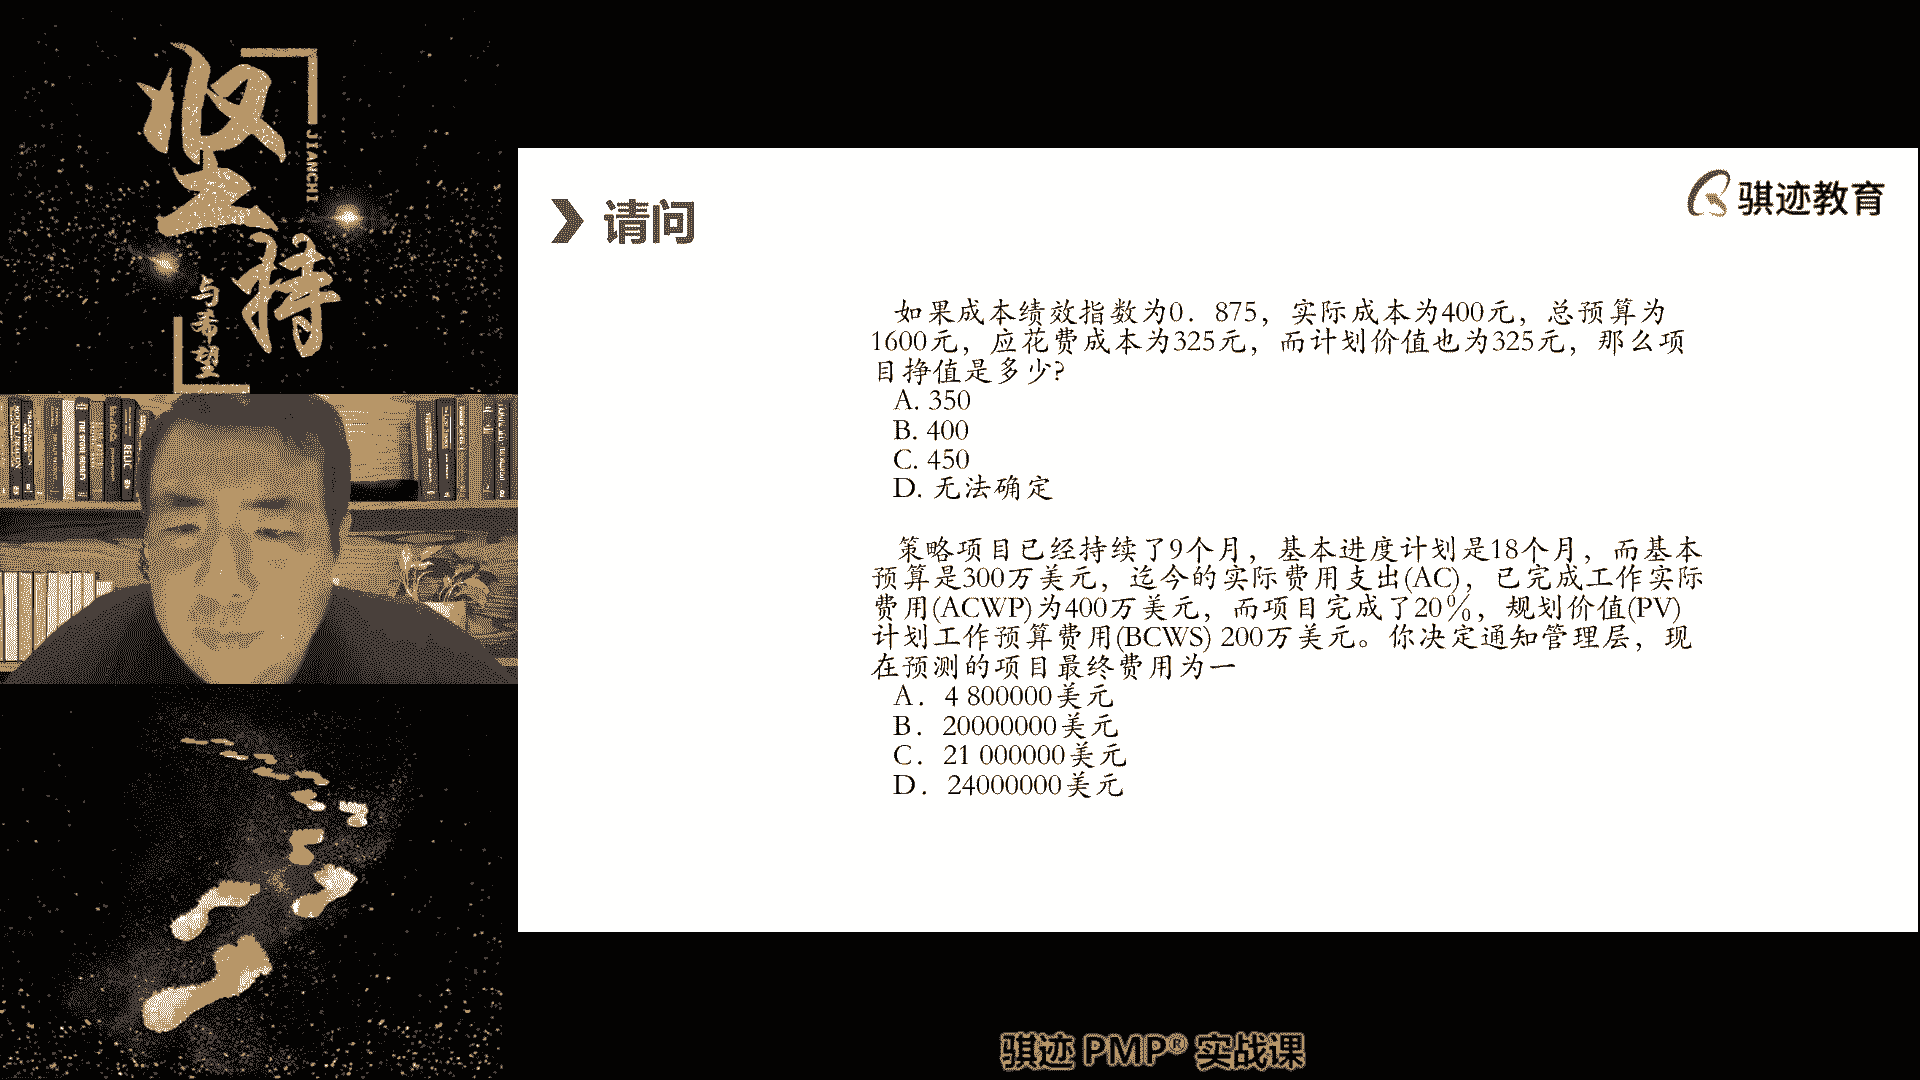 坚持
JIANCHI
与希望
请问
骐迹教育
如果成本绩效指数为0．875，实际成本为400元，总预算为
1600元，应花费成本为325元，而计划价值也为325元，那么项
目挣值是多少?
A. 350
B. 400
C. 450
D. 无法确定
策略项目已经持续了9个月，基本进度计划是18个月，而基本
预算是300万美元，迄今的实际费用支出(AC)，已完成工作实际
费用(ACWP)为400万美元，而项目完成了20％，规划价值(PV)
计划工作预算费用(BCWS) 200万美元。你决定通知管理层，现
在预测的项目最终费用为一
A．4 800000美元
B．20000000美元
C．21 000000美元
D．24000000美元
骐迹 PMP® 实战课